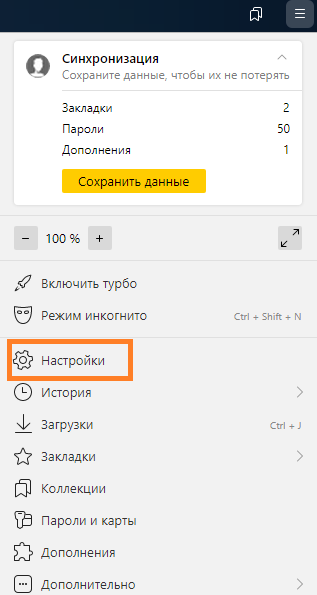 Синхронизация
Сохраните данные, чтобы их не потерять
Закладки 2
Пароли 50
Дополнения 1
Сохранить данные
− 100 % +
Включить турбо
Режим инкогнито Ctrl + Shift + N
Настройки
История
Загрузки Ctrl + J
Закладки
Коллекции
Пароли и карты
Дополнения
Дополнительно